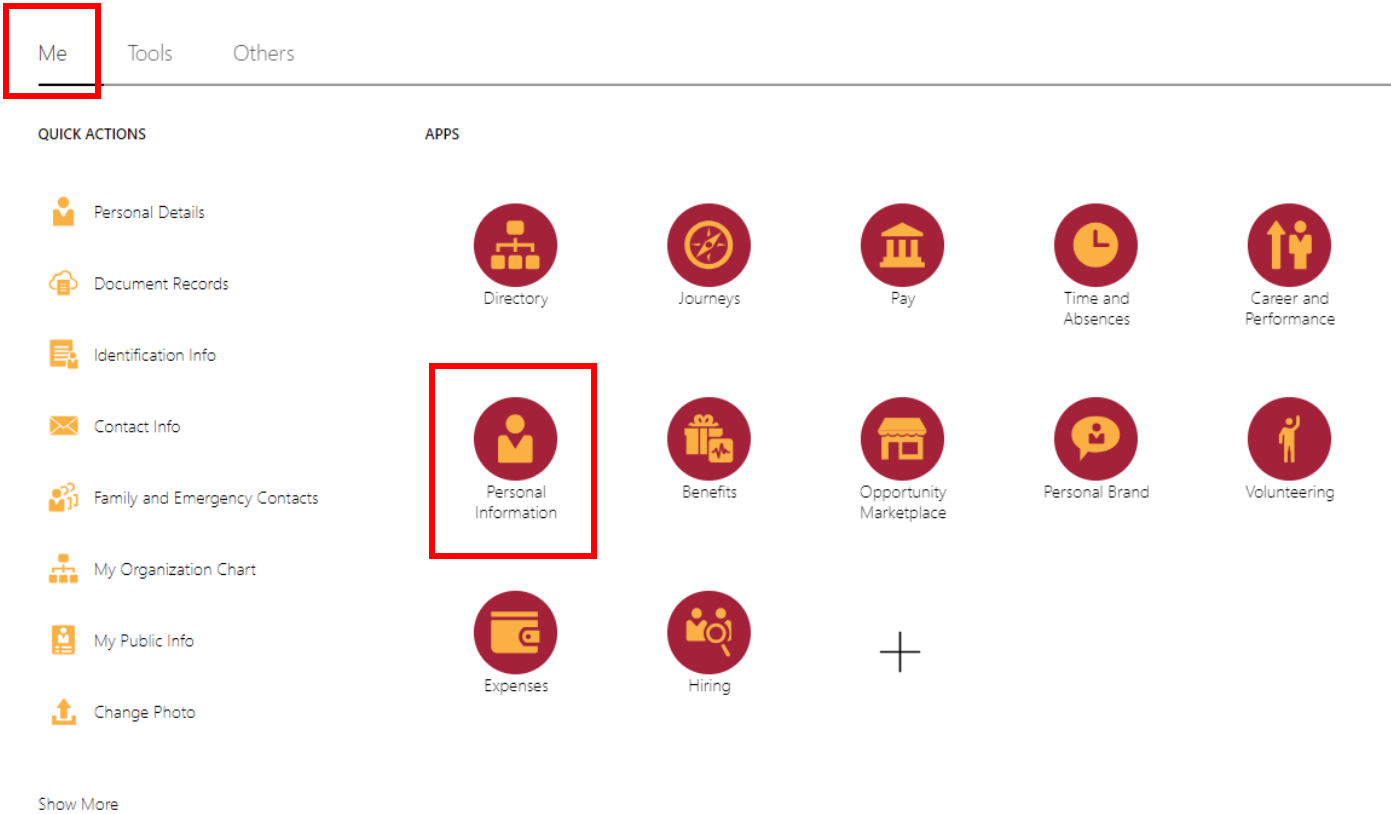 Me
Tools
Others
QUICK ACTIONS
Personal Details
Document Records
Identification Info
Contact Info
Family and Emergency Contacts
My Organization Chart
My Public Info
Change Photo
Show More
APPS
Directory
Journeys
Pay
Time and
Absences
Career and
Performance
Personal
Information
Benefits
Opportunity
Marketplace
Personal Brand
Volunteering
Expenses
Hiring